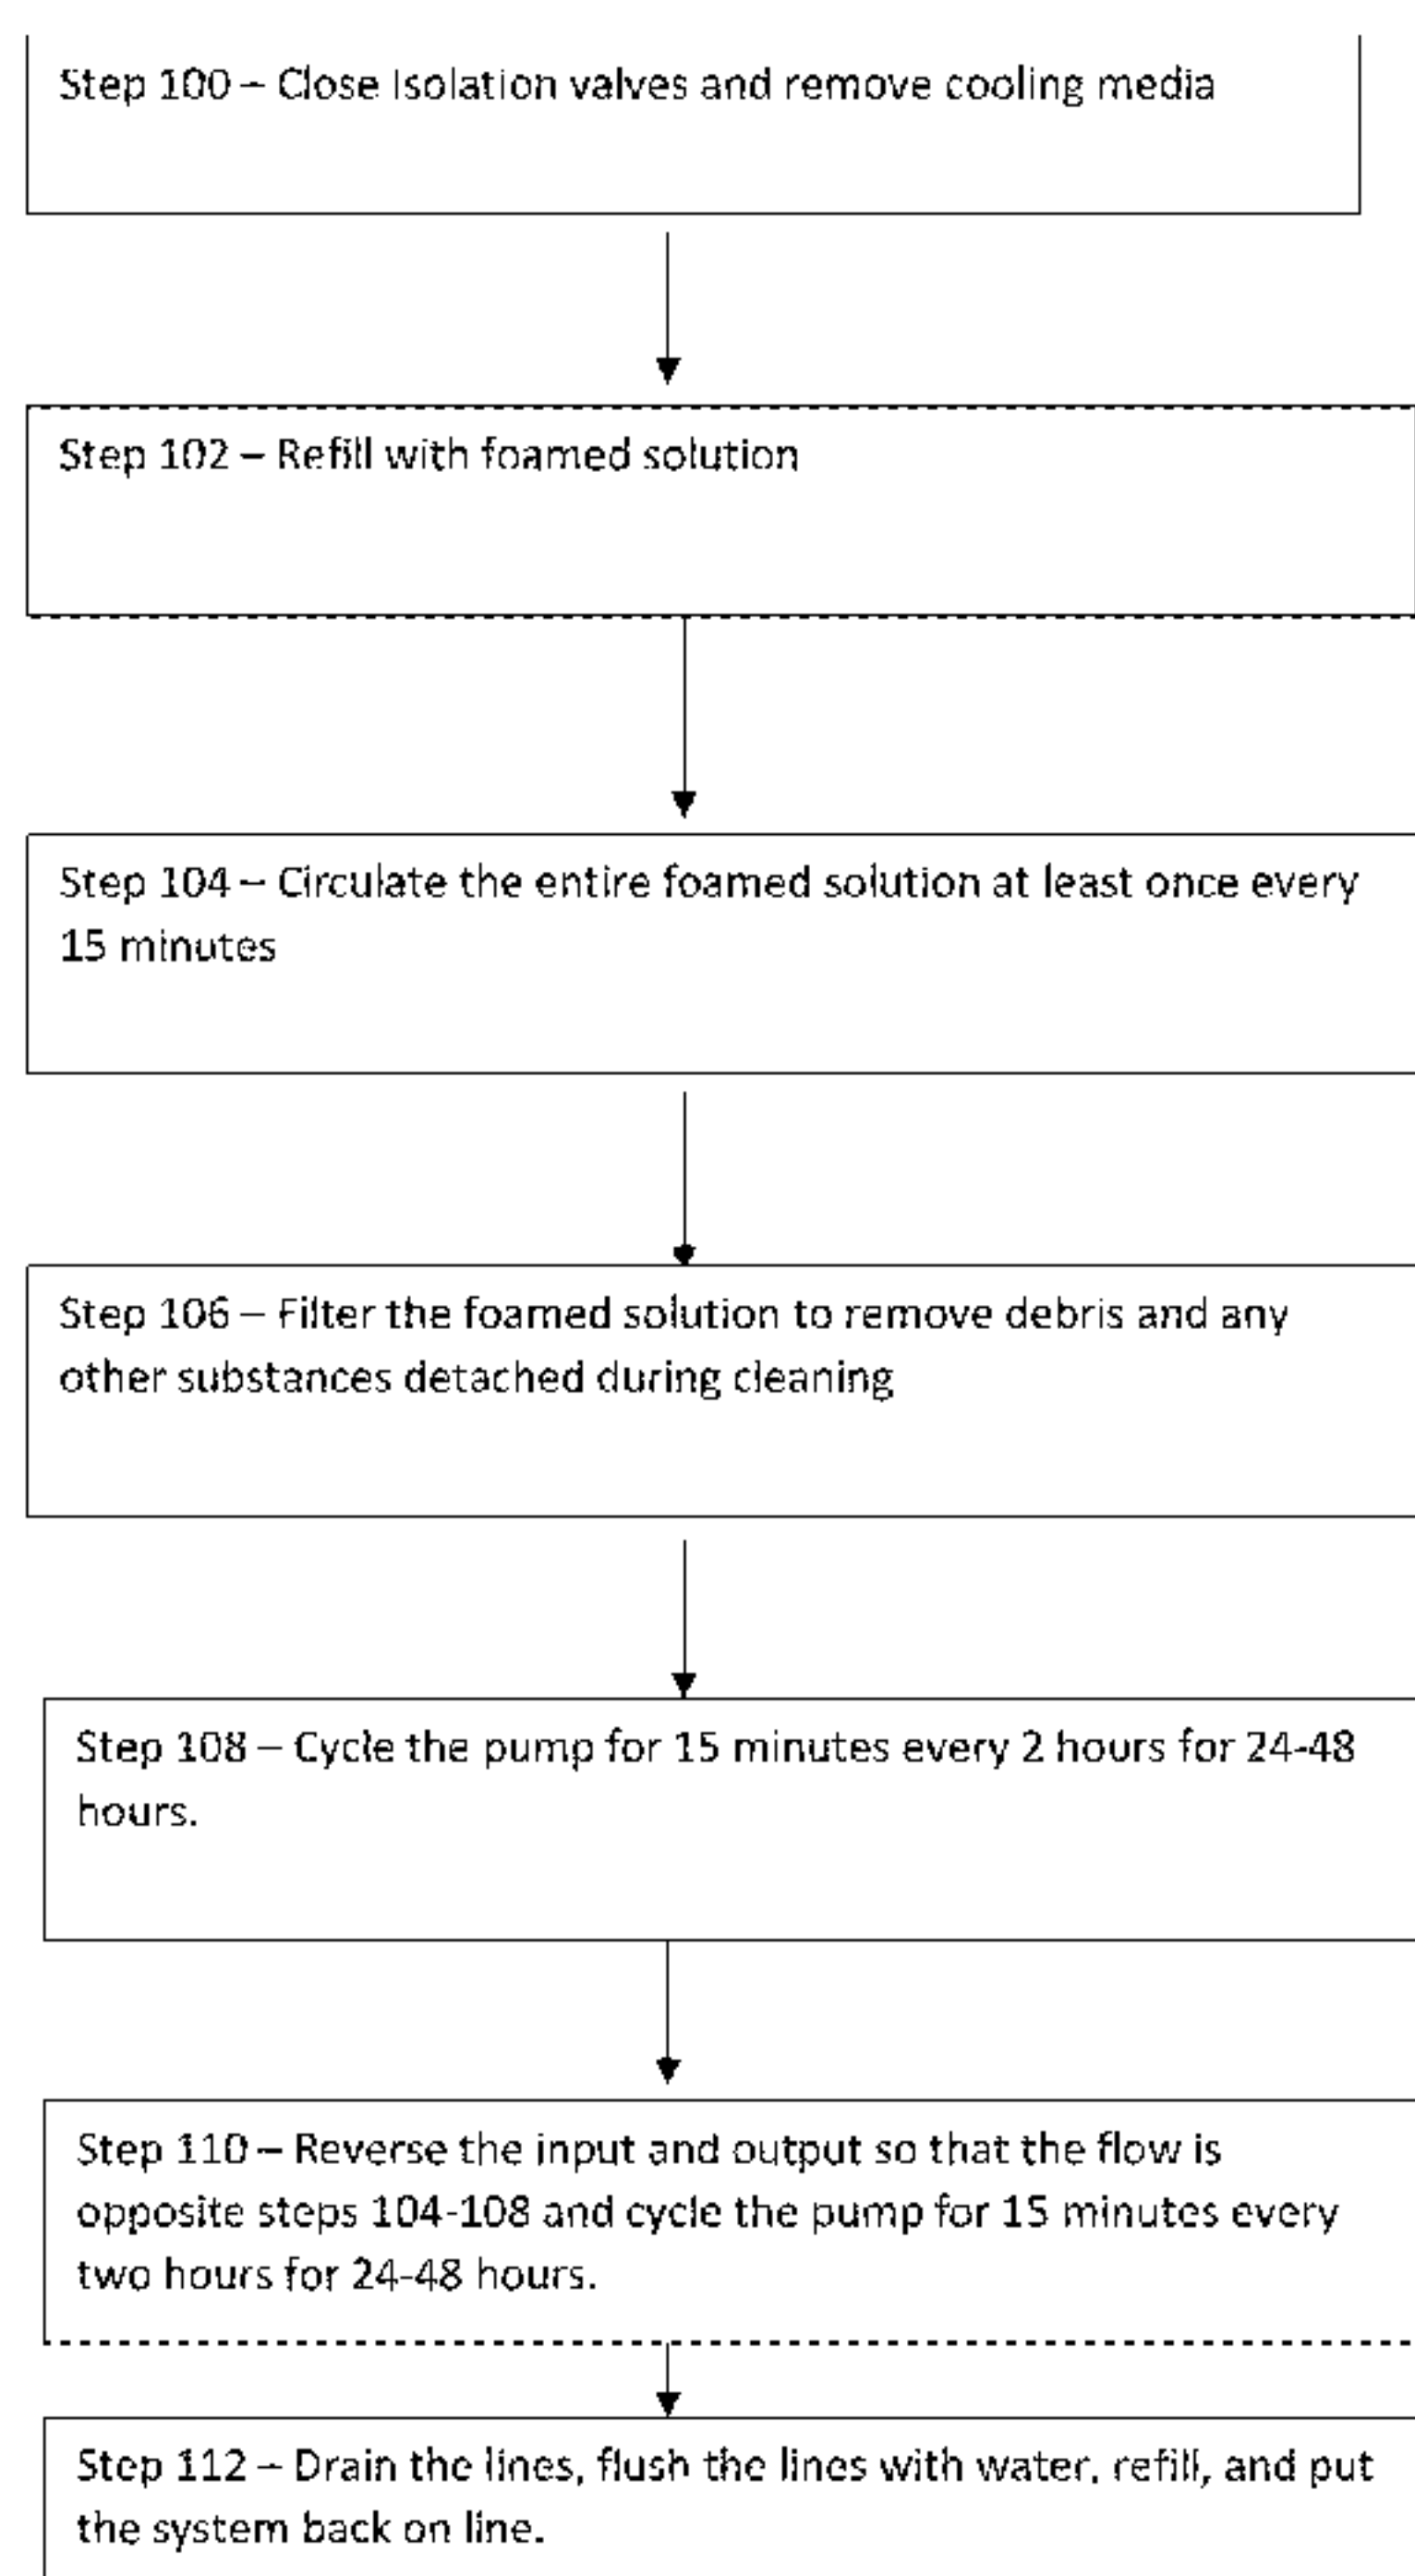 Step 100 – Close Isolation valves and remove cooling media
Step 102 – Refill with foamed solution
Step 104 – Circulate the entire foamed solution at least once every
15 minutes
Step 106 – Filter the foamed solution to remove debris and any
other substances detached during cleaning
Step 108 – Cycle the pump for 15 minutes every 2 hours for 24-48
hours.
Step 110 – Reverse the input and output so that the flow is
opposite steps 104-108 and cycle the pump for 15 minutes every
two hours for 24-48 hours.
Step 112 – Drain the lines, flush the lines with water, refill, and put
the system back on line.